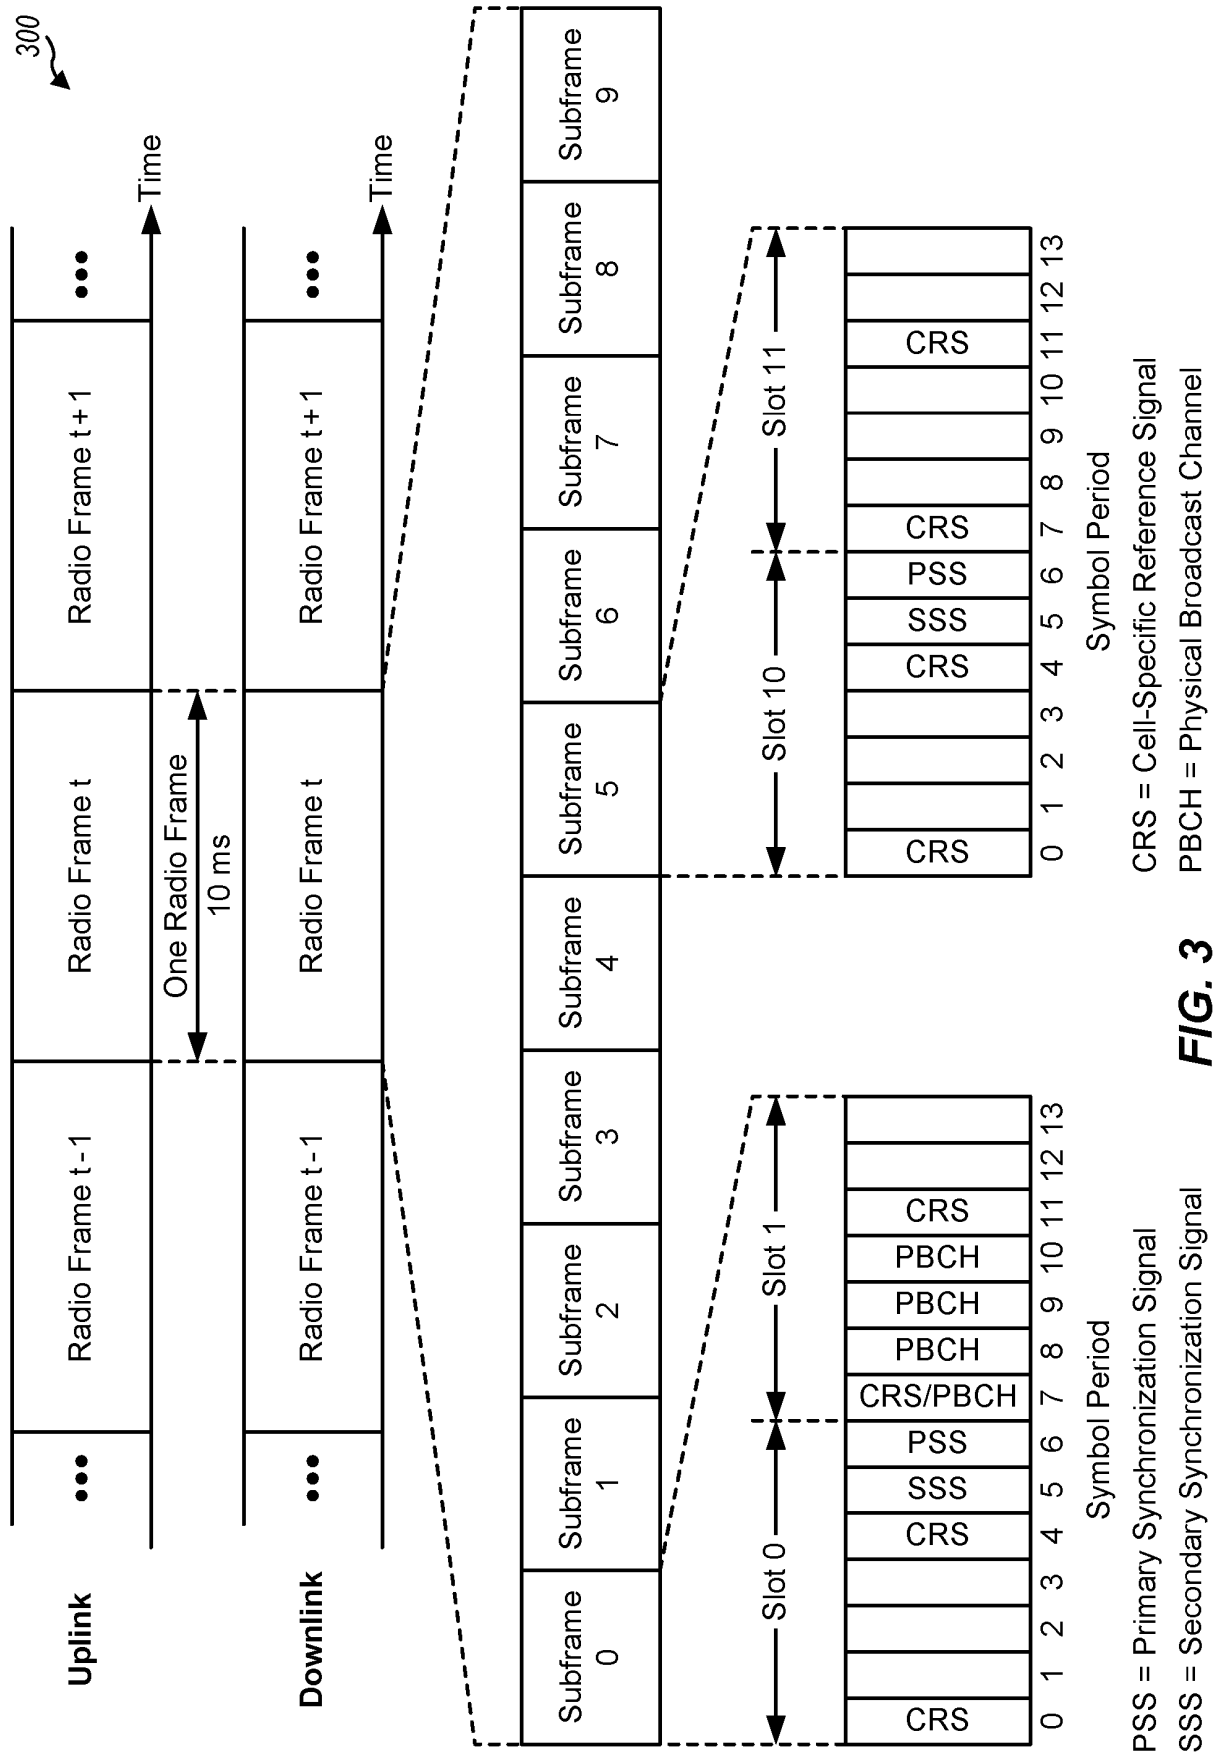 300
Uplink
Radio Frame t-1
Radio Frame t
Radio Frame t+1
Time
One Radio Frame
10 ms
Downlink
Radio Frame t-1
Radio Frame t
Radio Frame t+1
Time
Subframe 0
Subframe 1
Subframe 2
Subframe 3
Subframe 4
Subframe 5
Subframe 6
Subframe 7
Subframe 8
Subframe 9
Slot 0
Slot 1
CRS CRS SSS PSS CRS/PBCH PBCH PBCH PBCH CRS
0 1 2 3 4 5 6 7 8 9 10 11 12 13
Symbol Period
Slot 10
Slot 11
CRS CRS SSS PSS CRS CRS
0 1 2 3 4 5 6 7 8 9 10 11 12 13
Symbol Period
PSS = Primary Synchronization Signal
SSS = Secondary Synchronization Signal
CRS = Cell-Specific Reference Signal
PBCH = Physical Broadcast Channel
FIG. 3